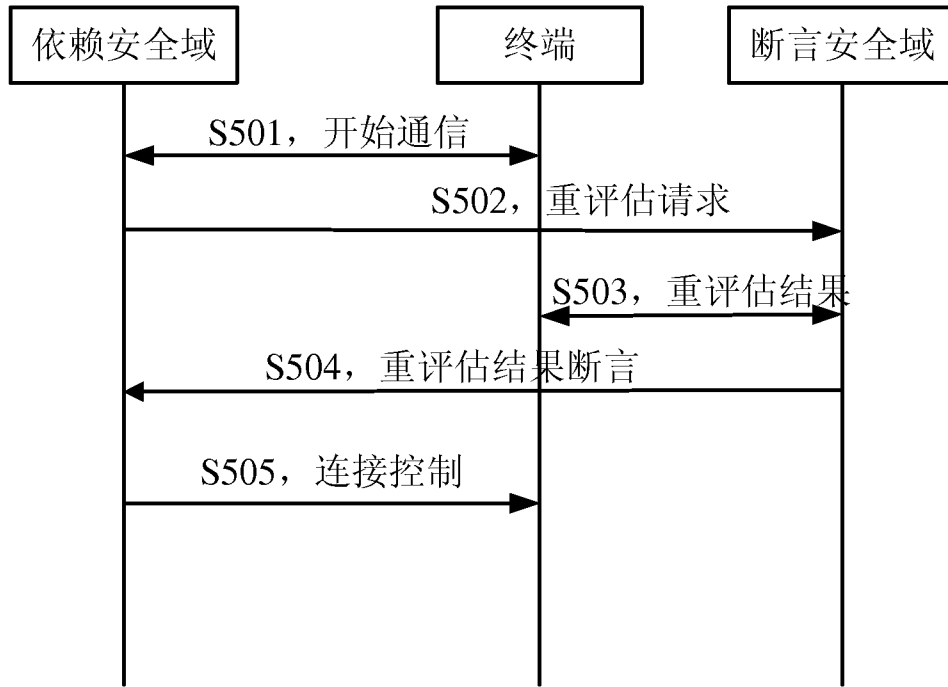 依赖安全域
终端
断言安全域
S501，开始通信
S502，重评估请求
S503，重评估结果
S504，重评估结果断言
S505，连接控制